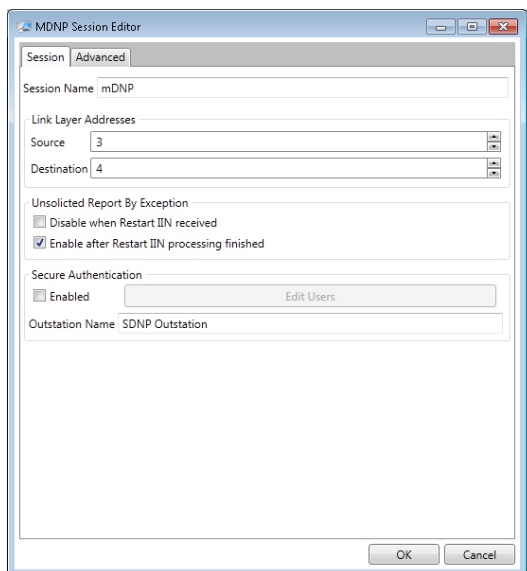 MDNP Session Editor
Session Advanced
Session Name mDNP
Link Layer Addresses
Source 3
Destination 4
Unsolicted Report By Exception
Disable when Restart IIN received
Enable after Restart IIN processing finished
Secure Authentication
Enabled Edit Users
Outstation Name SDNP Outstation
OK Cancel